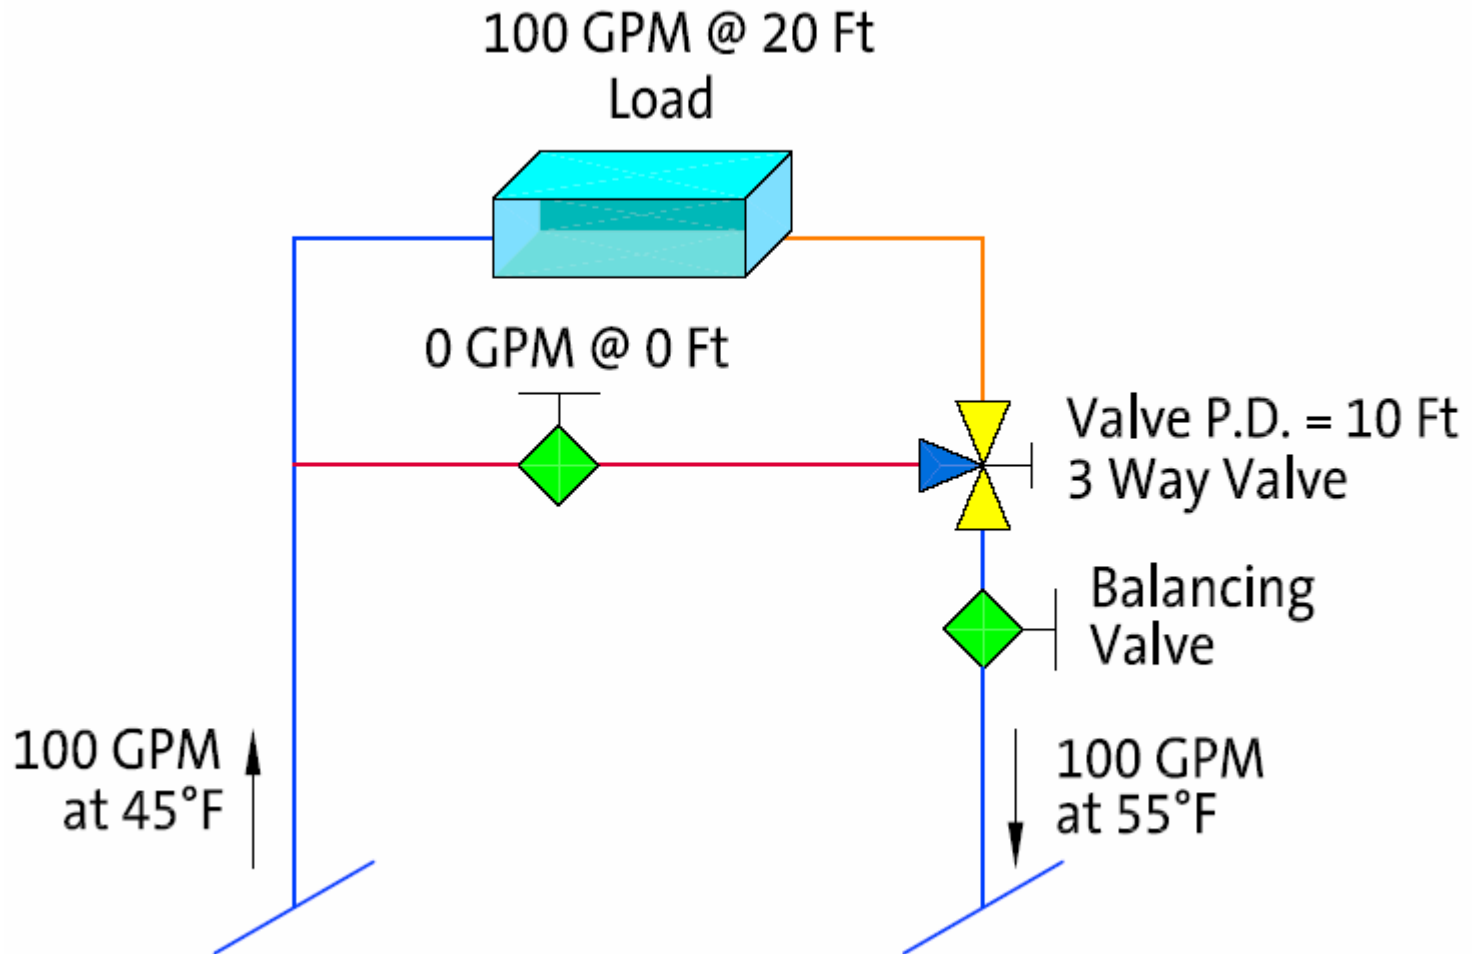 100 GPM @ 20 Ft
Load
0 GPM @ 0 Ft
Valve P.D. = 10 Ft
3 Way Valve
Balancing
Valve
100 GPM
at 45°F
100 GPM
at 55°F